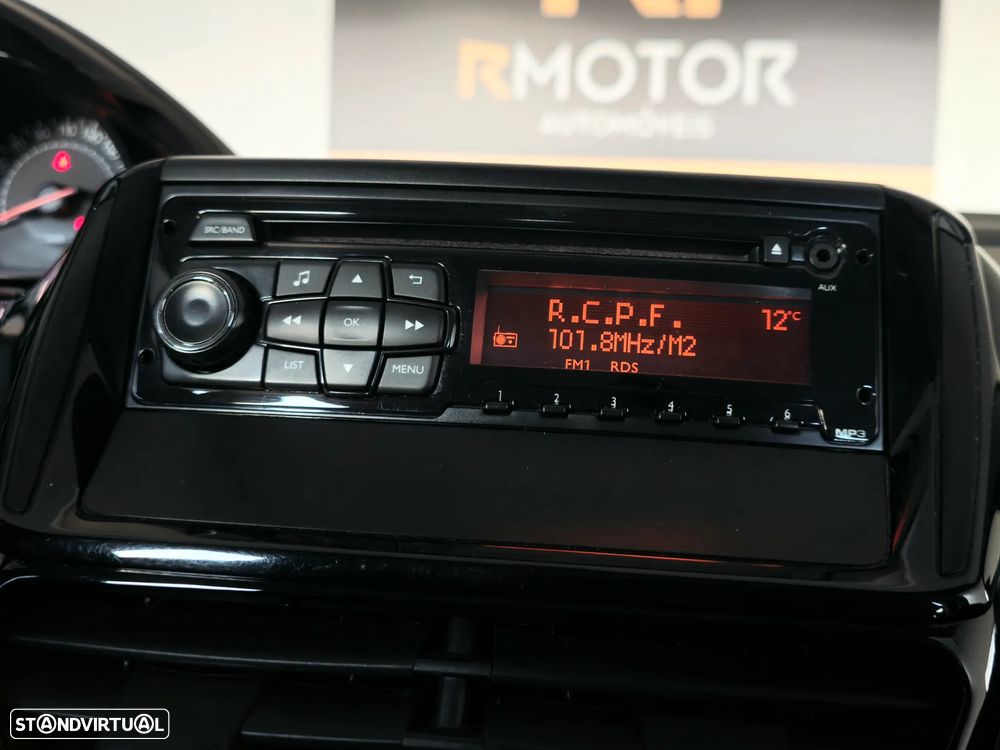 RMOTOR
AUTOMÓVEIS
SRC/BAND
AUX
OK
LIST
MENU
R.C.P.F. 12°C
101.8MHz/M2
FM1 RDS
1 2 3 4 5 6
MP3
STANDVIRTUAL